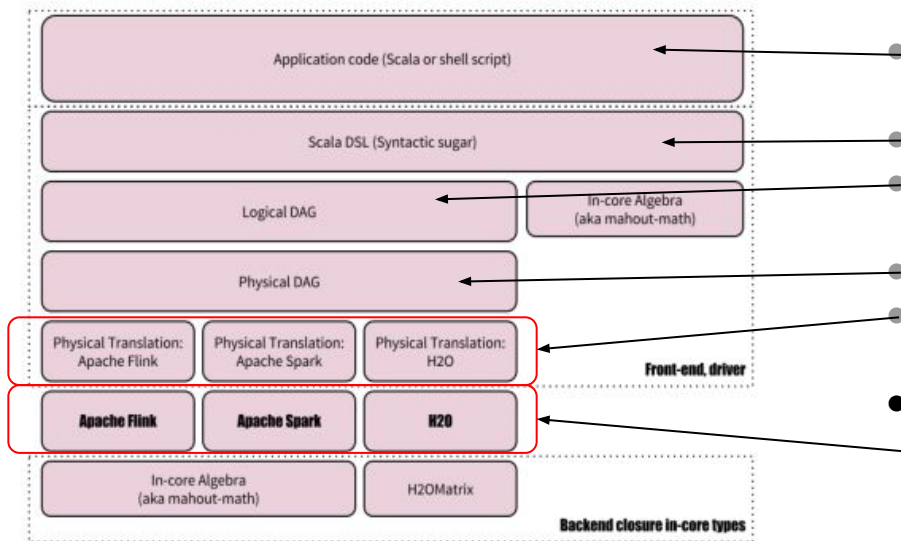 Application code (Scala or shell script)
Scala DSL (Syntactic sugar)
Logical DAG
In-core Algebra
(aka mahout-math)
Physical DAG
Physical Translation:
Apache Flink
Physical Translation:
Apache Spark
Physical Translation:
H2O
Front-end, driver
Apache Flink
Apache Spark
H2O
In-core Algebra
(aka mahout-math)
H2OMatrix
Backend closure in-core types